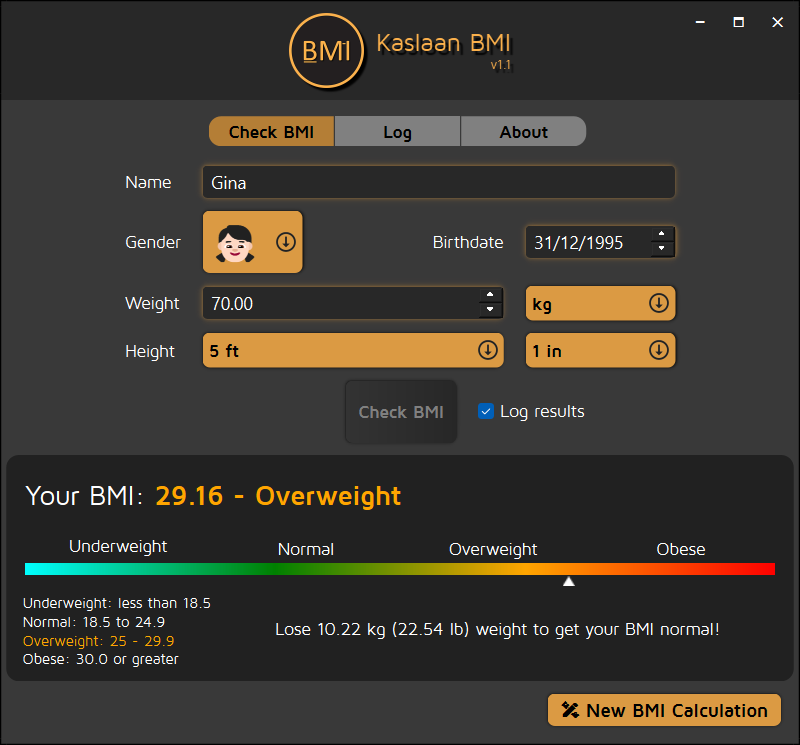 BMI
Kaslaan BMI
v1.1
Check BMI Log About
Name Gina
Gender Birthdate 31/12/1995
Weight 70.00 kg
Height 5 ft 1 in
Check BMI Log results
Your BMI: 29.16 - Overweight
Underweight Normal Overweight Obese
Underweight: less than 18.5
Normal: 18.5 to 24.9
Overweight: 25 - 29.9
Obese: 30.0 or greater
Lose 10.22 kg (22.54 lb) weight to get your BMI normal!
New BMI Calculation